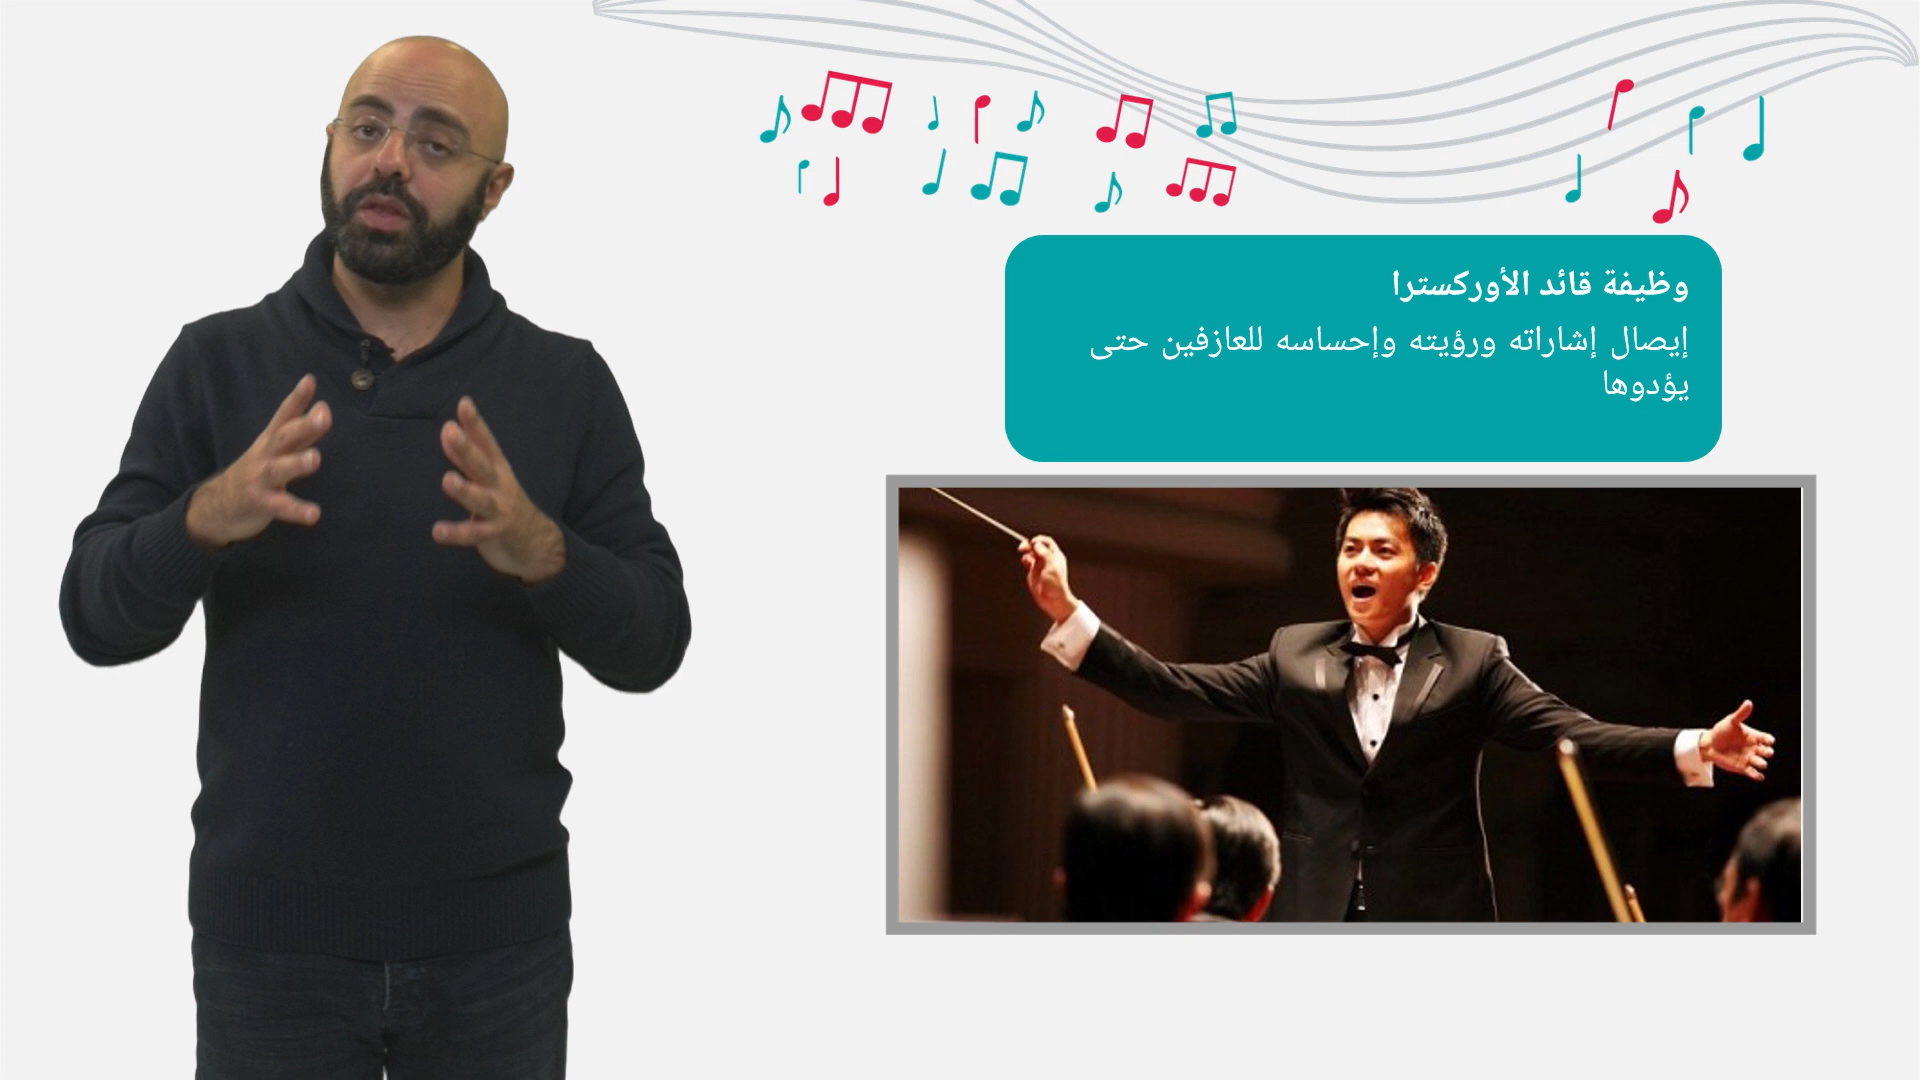 وظيفة قائد الأوركسترا
إيصال إشاراته ورؤيته وإحساسه للعازفين حتى
يؤدوها